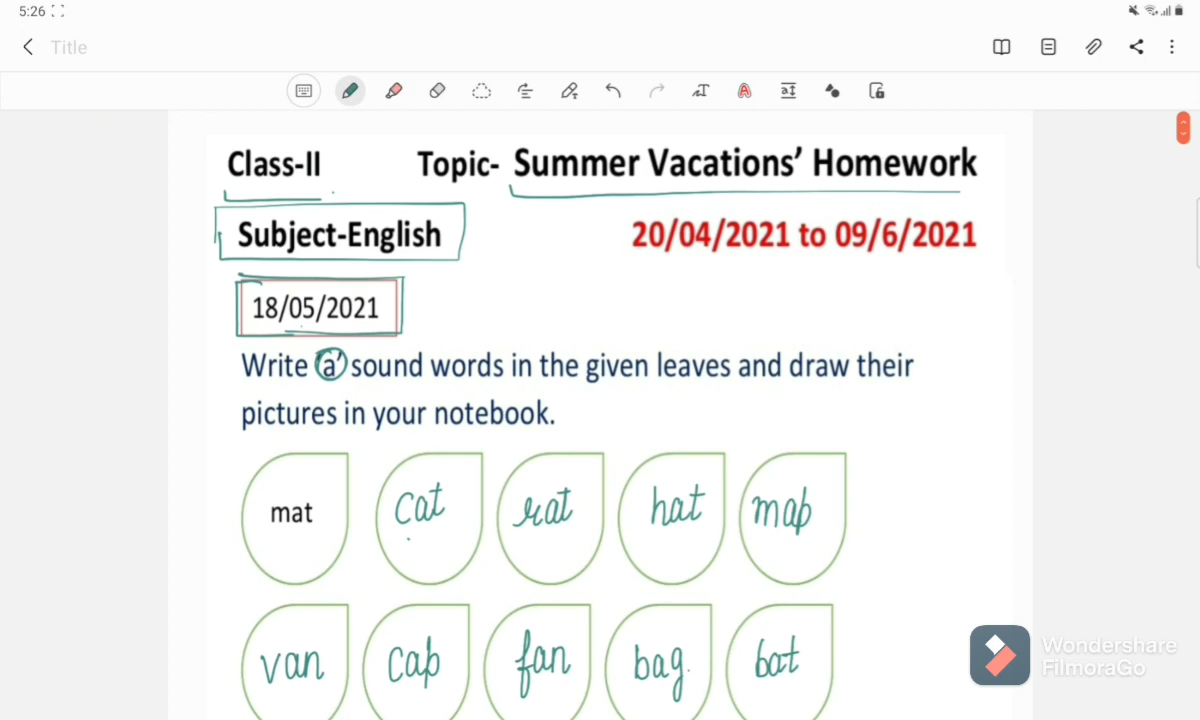 5:26
Title
Class-II Topic- Summer Vacations’ Homework
Subject-English 20/04/2021 to 09/6/2021
18/05/2021
Write 'a' sound words in the given leaves and draw their
pictures in your notebook.
mat cat rat hat map
van cap fan bag bat
Wondershare
FilmoraGo